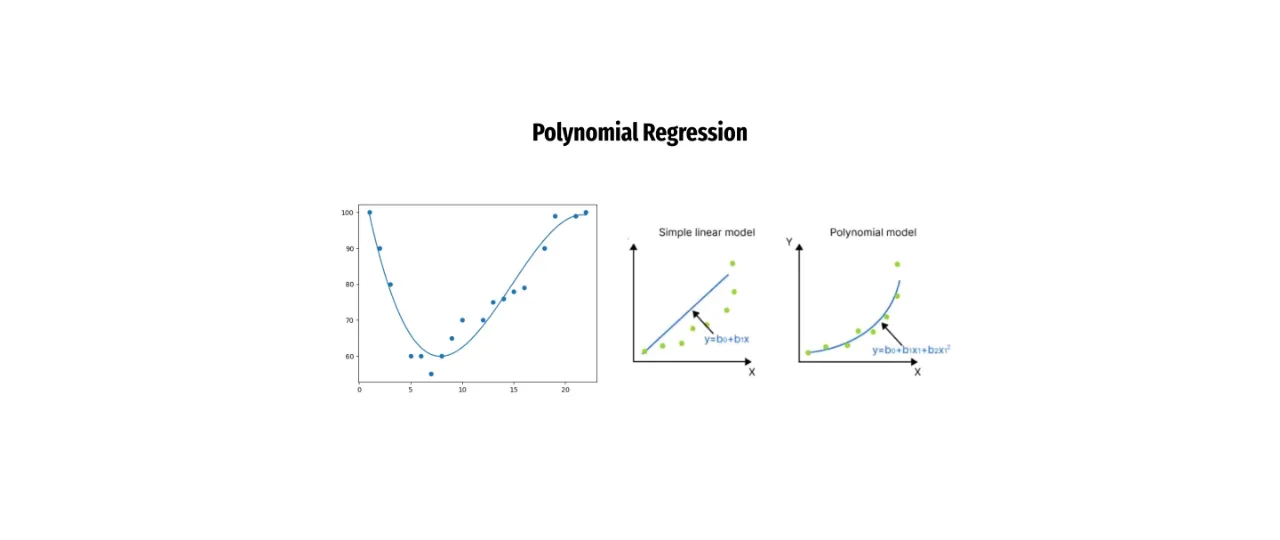 Polynomial Regression
100
90
80
70
60
0 5 10 15 20
Simple linear model
y=b₀+b₁x
X
Polynomial model
Y
y=b₀+b₁x₁+b₂x₁²
X